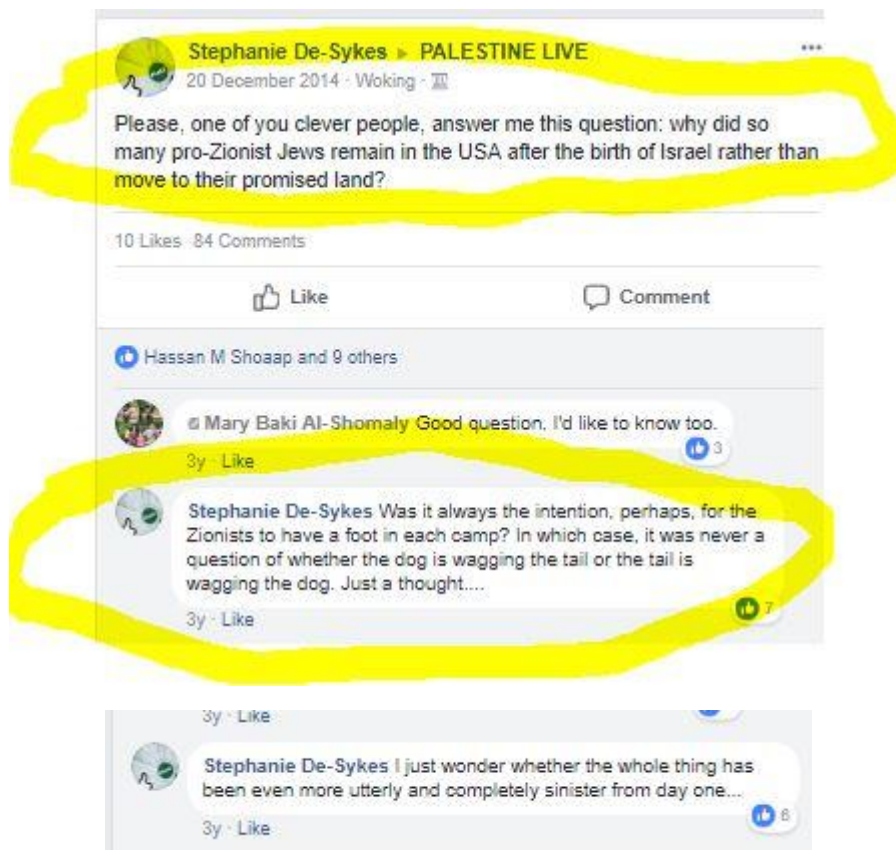 Stephanie De-Sykes ▸ PALESTINE LIVE
20 December 2014 · Woking ·
Please, one of you clever people, answer me this question: why did so
many pro-Zionist Jews remain in the USA after the birth of Israel rather than
move to their promised land?
10 Likes 84 Comments
Like Comment
Hassan M Shoaap and 9 others
Mary Baki Al-Shomaly Good question. I'd like to know too.
3
3y · Like
Stephanie De-Sykes Was it always the intention, perhaps, for the
Zionists to have a foot in each camp? In which case, it was never a
question of whether the dog is wagging the tail or the tail is
wagging the dog. Just a thought....
7
3y · Like
3y · Like
Stephanie De-Sykes I just wonder whether the whole thing has
been even more utterly and completely sinister from day one...
6
3y · Like